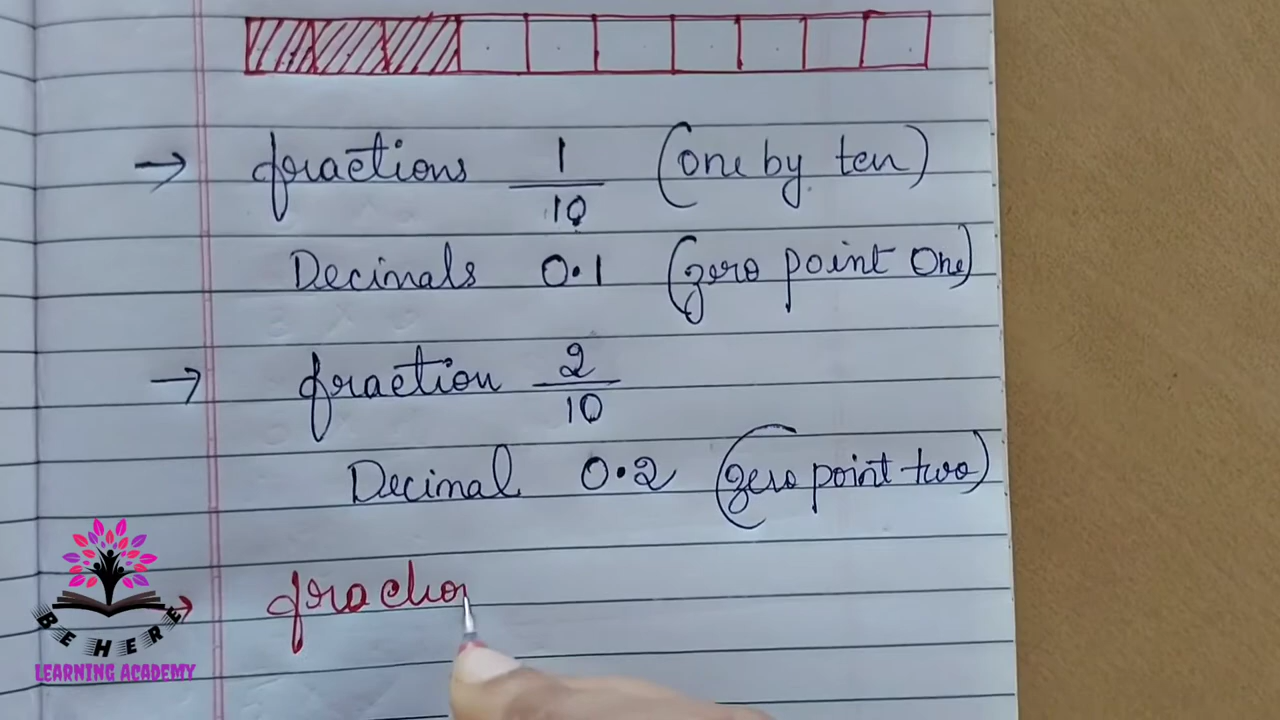 → fractions 1/10 (one by ten)
Decimals 0.1 (zero point One)
→ fraction 2/10
Decimal 0.2 (zero point two)
→ fraction
BEHERE
LEARNING ACADEMY